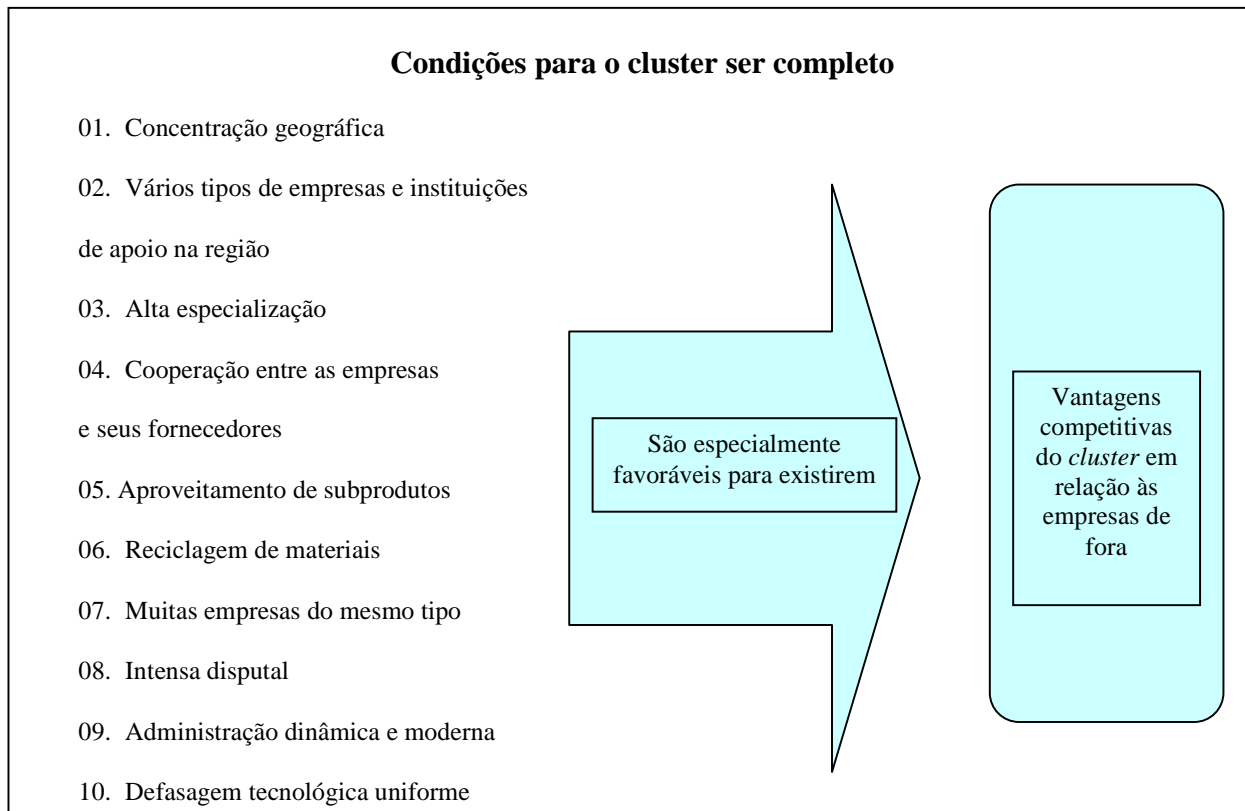 Condições para o cluster ser completo
01. Concentração geográfica
02. Vários tipos de empresas e instituições
de apoio na região
03. Alta especialização
04. Cooperação entre as empresas
e seus fornecedores
05. Aproveitamento de subprodutos
06. Reciclagem de materiais
07. Muitas empresas do mesmo tipo
08. Intensa disputal
09. Administração dinâmica e moderna
10. Defasagem tecnológica uniforme
São especialmente
favoráveis para existirem
Vantagens
competitivas
do cluster em
relação às
empresas de
fora